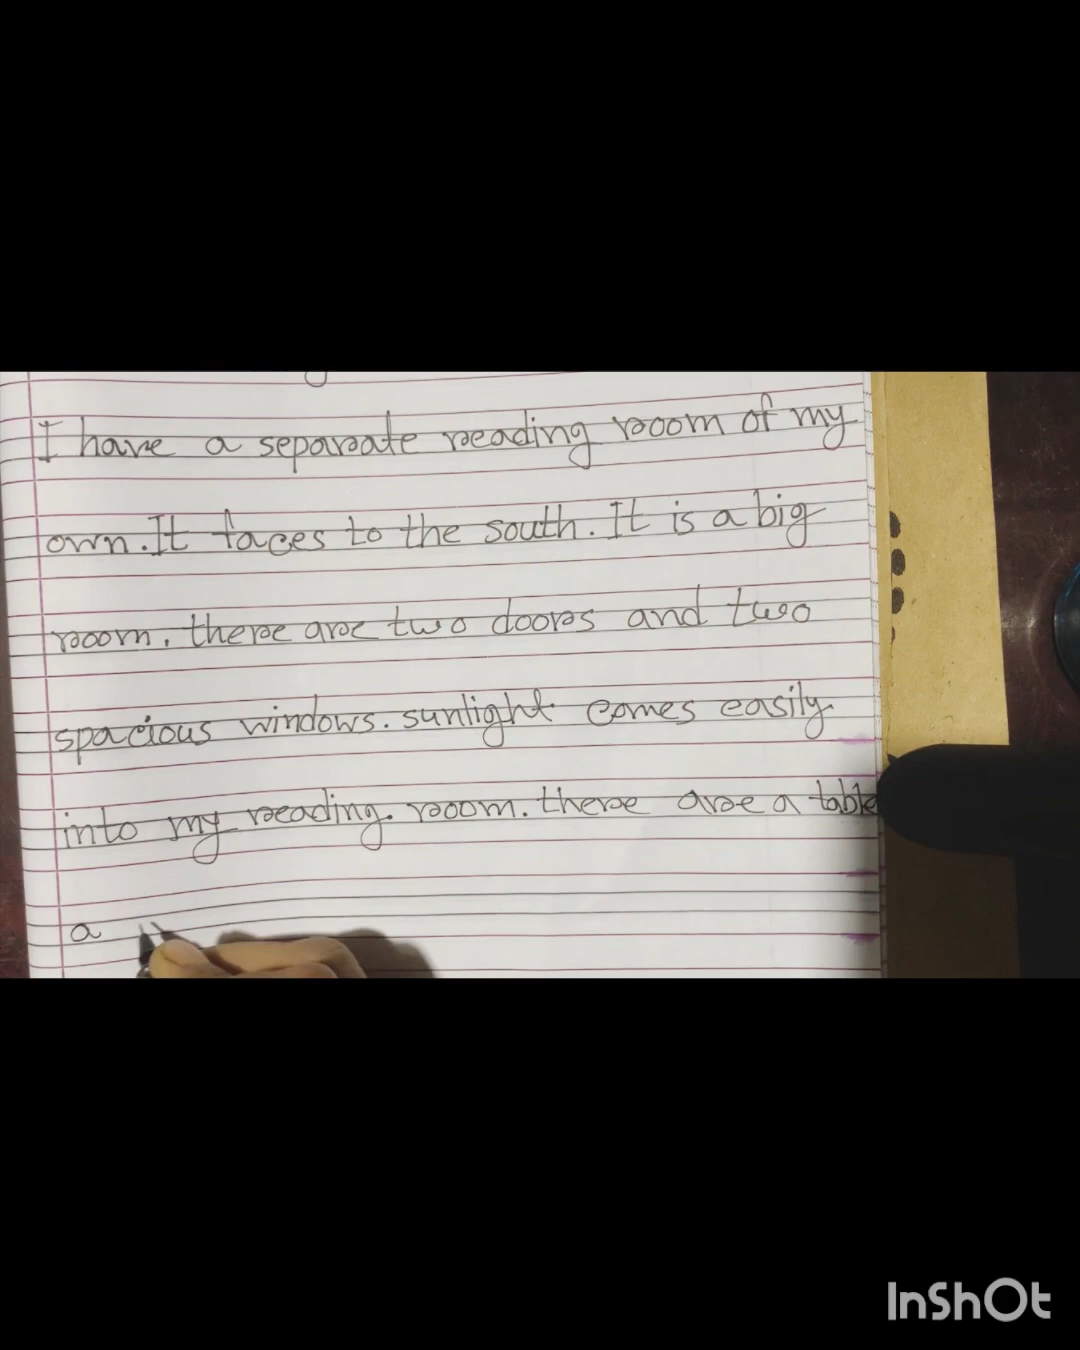 I have a separate reading room of my
own. It faces to the south. It is a big
room. there are two doors and two
spacious windows. sunlight comes easily
into my reading. room. there are a table
a
InShOt